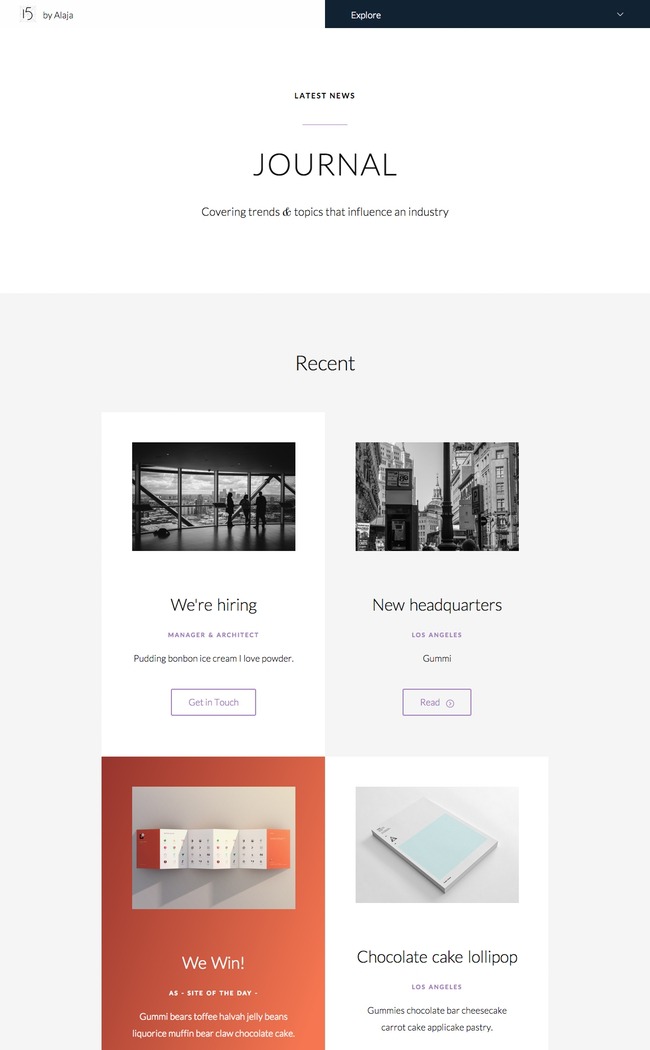 15 by Alaja
Explore
LATEST NEWS
JOURNAL
Covering trends & topics that influence an industry
Recent
We're hiring
MANAGER & ARCHITECT
Pudding bonbon ice cream I love powder.
Get in Touch
New headquarters
LOS ANGELES
Gummi
Read
We Win!
AS - SITE OF THE DAY -
Gummi bears toffee halvah jelly beans
liquorice muffin bear claw chocolate cake.
Chocolate cake lollipop
LOS ANGELES
Gummies chocolate bar cheesecake
carrot cake applicake pastry.